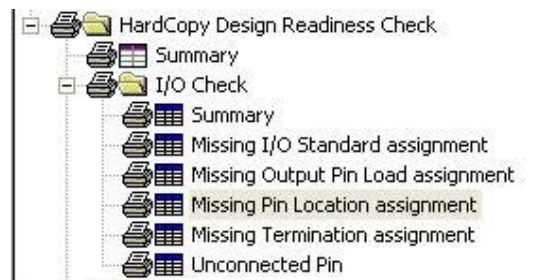 HardCopy Design Readiness Check
Summary
I/O Check
Summary
Missing I/O Standard assignment
Missing Output Pin Load assignment
Missing Pin Location assignment
Missing Termination assignment
Unconnected Pin